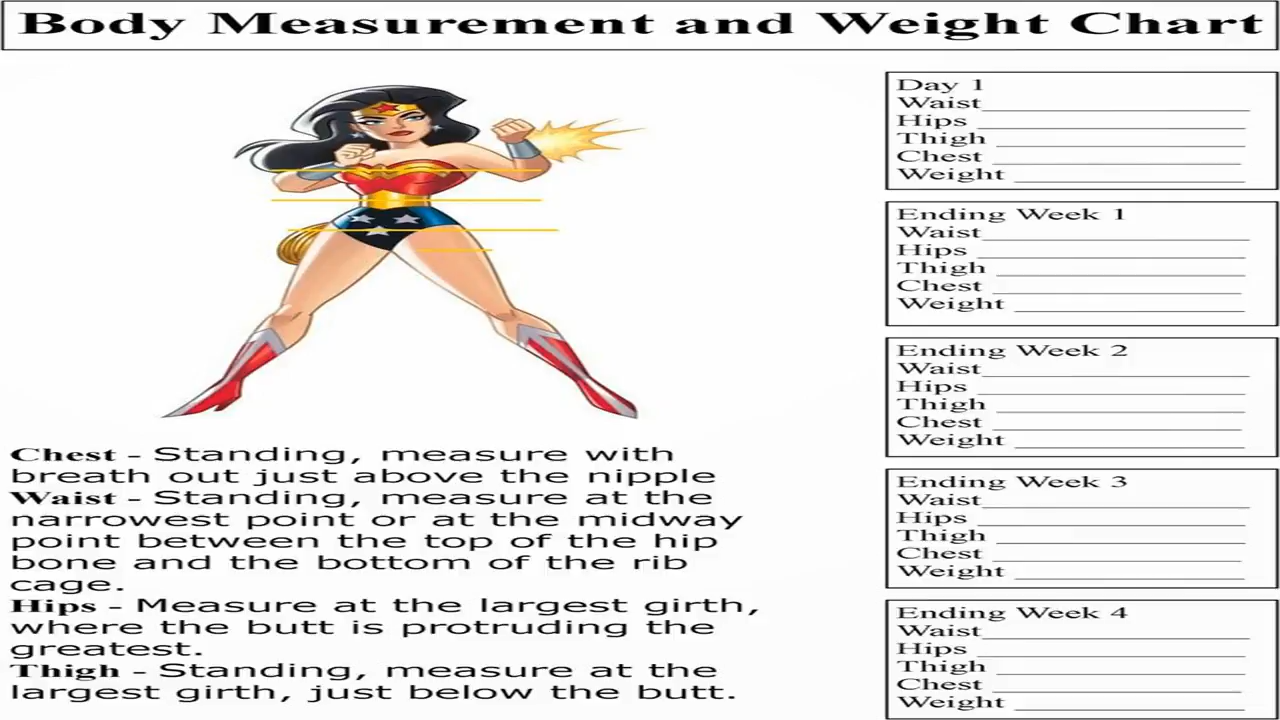 Body Measurement and Weight Chart
Day 1
Waist
Hips
Thigh
Chest
Weight
Ending Week 1
Waist
Hips
Thigh
Chest
Weight
Ending Week 2
Waist
Hips
Thigh
Chest
Weight
Ending Week 3
Waist
Hips
Thigh
Chest
Weight
Ending Week 4
Waist
Hips
Thigh
Chest
Weight
Chest - Standing, measure with
breath out just above the nipple
Waist - Standing, measure at the
narrowest point or at the midway
point between the top of the hip
bone and the bottom of the rib
cage.
Hips - Measure at the largest girth,
where the butt is protruding the
greatest.
Thigh - Standing, measure at the
largest girth, just below the butt.